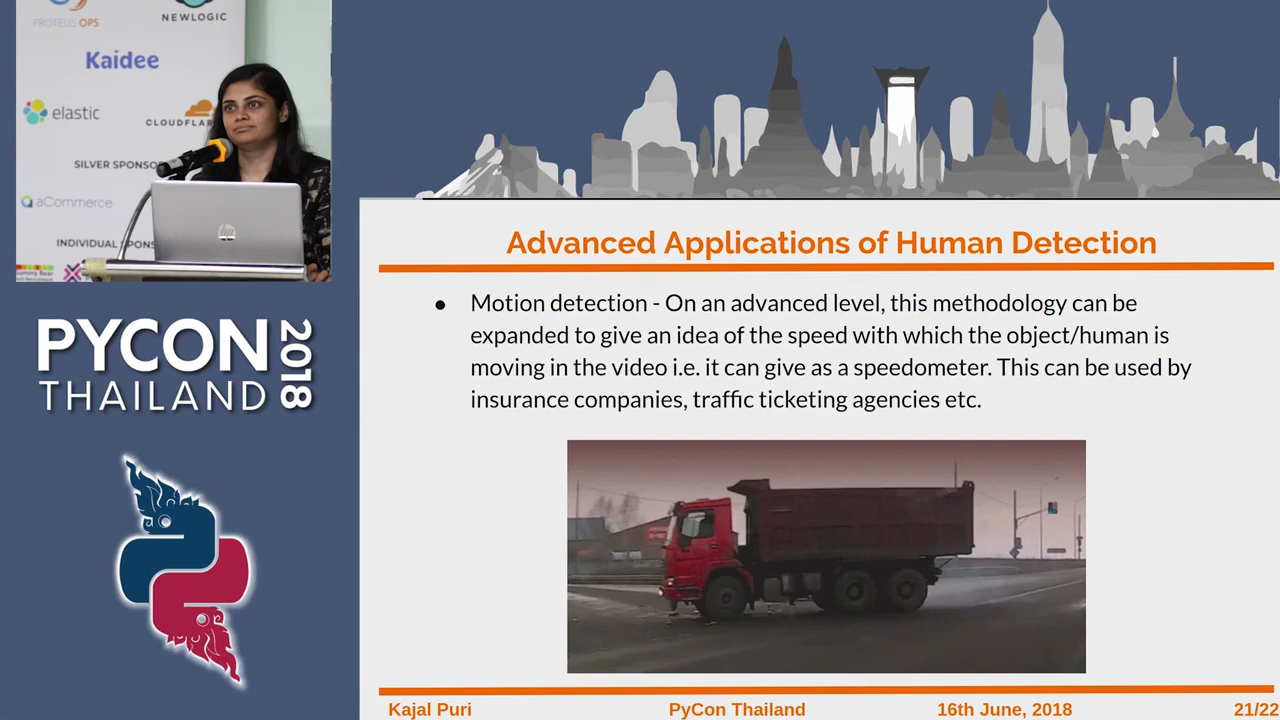 PROTEUS OPS
NEWLOGIC
Kaidee
elastic
CLOUDFLAR
SILVER SPONSO
aCommerce
INDIVIDUAL SPONS
hp
PYCON
THAILAND
2018
Advanced Applications of Human Detection
● Motion detection - On an advanced level, this methodology can be
expanded to give an idea of the speed with which the object/human is
moving in the video i.e. it can give as a speedometer. This can be used by
insurance companies, traffic ticketing agencies etc.
Kajal Puri
PyCon Thailand
16th June, 2018
21/22